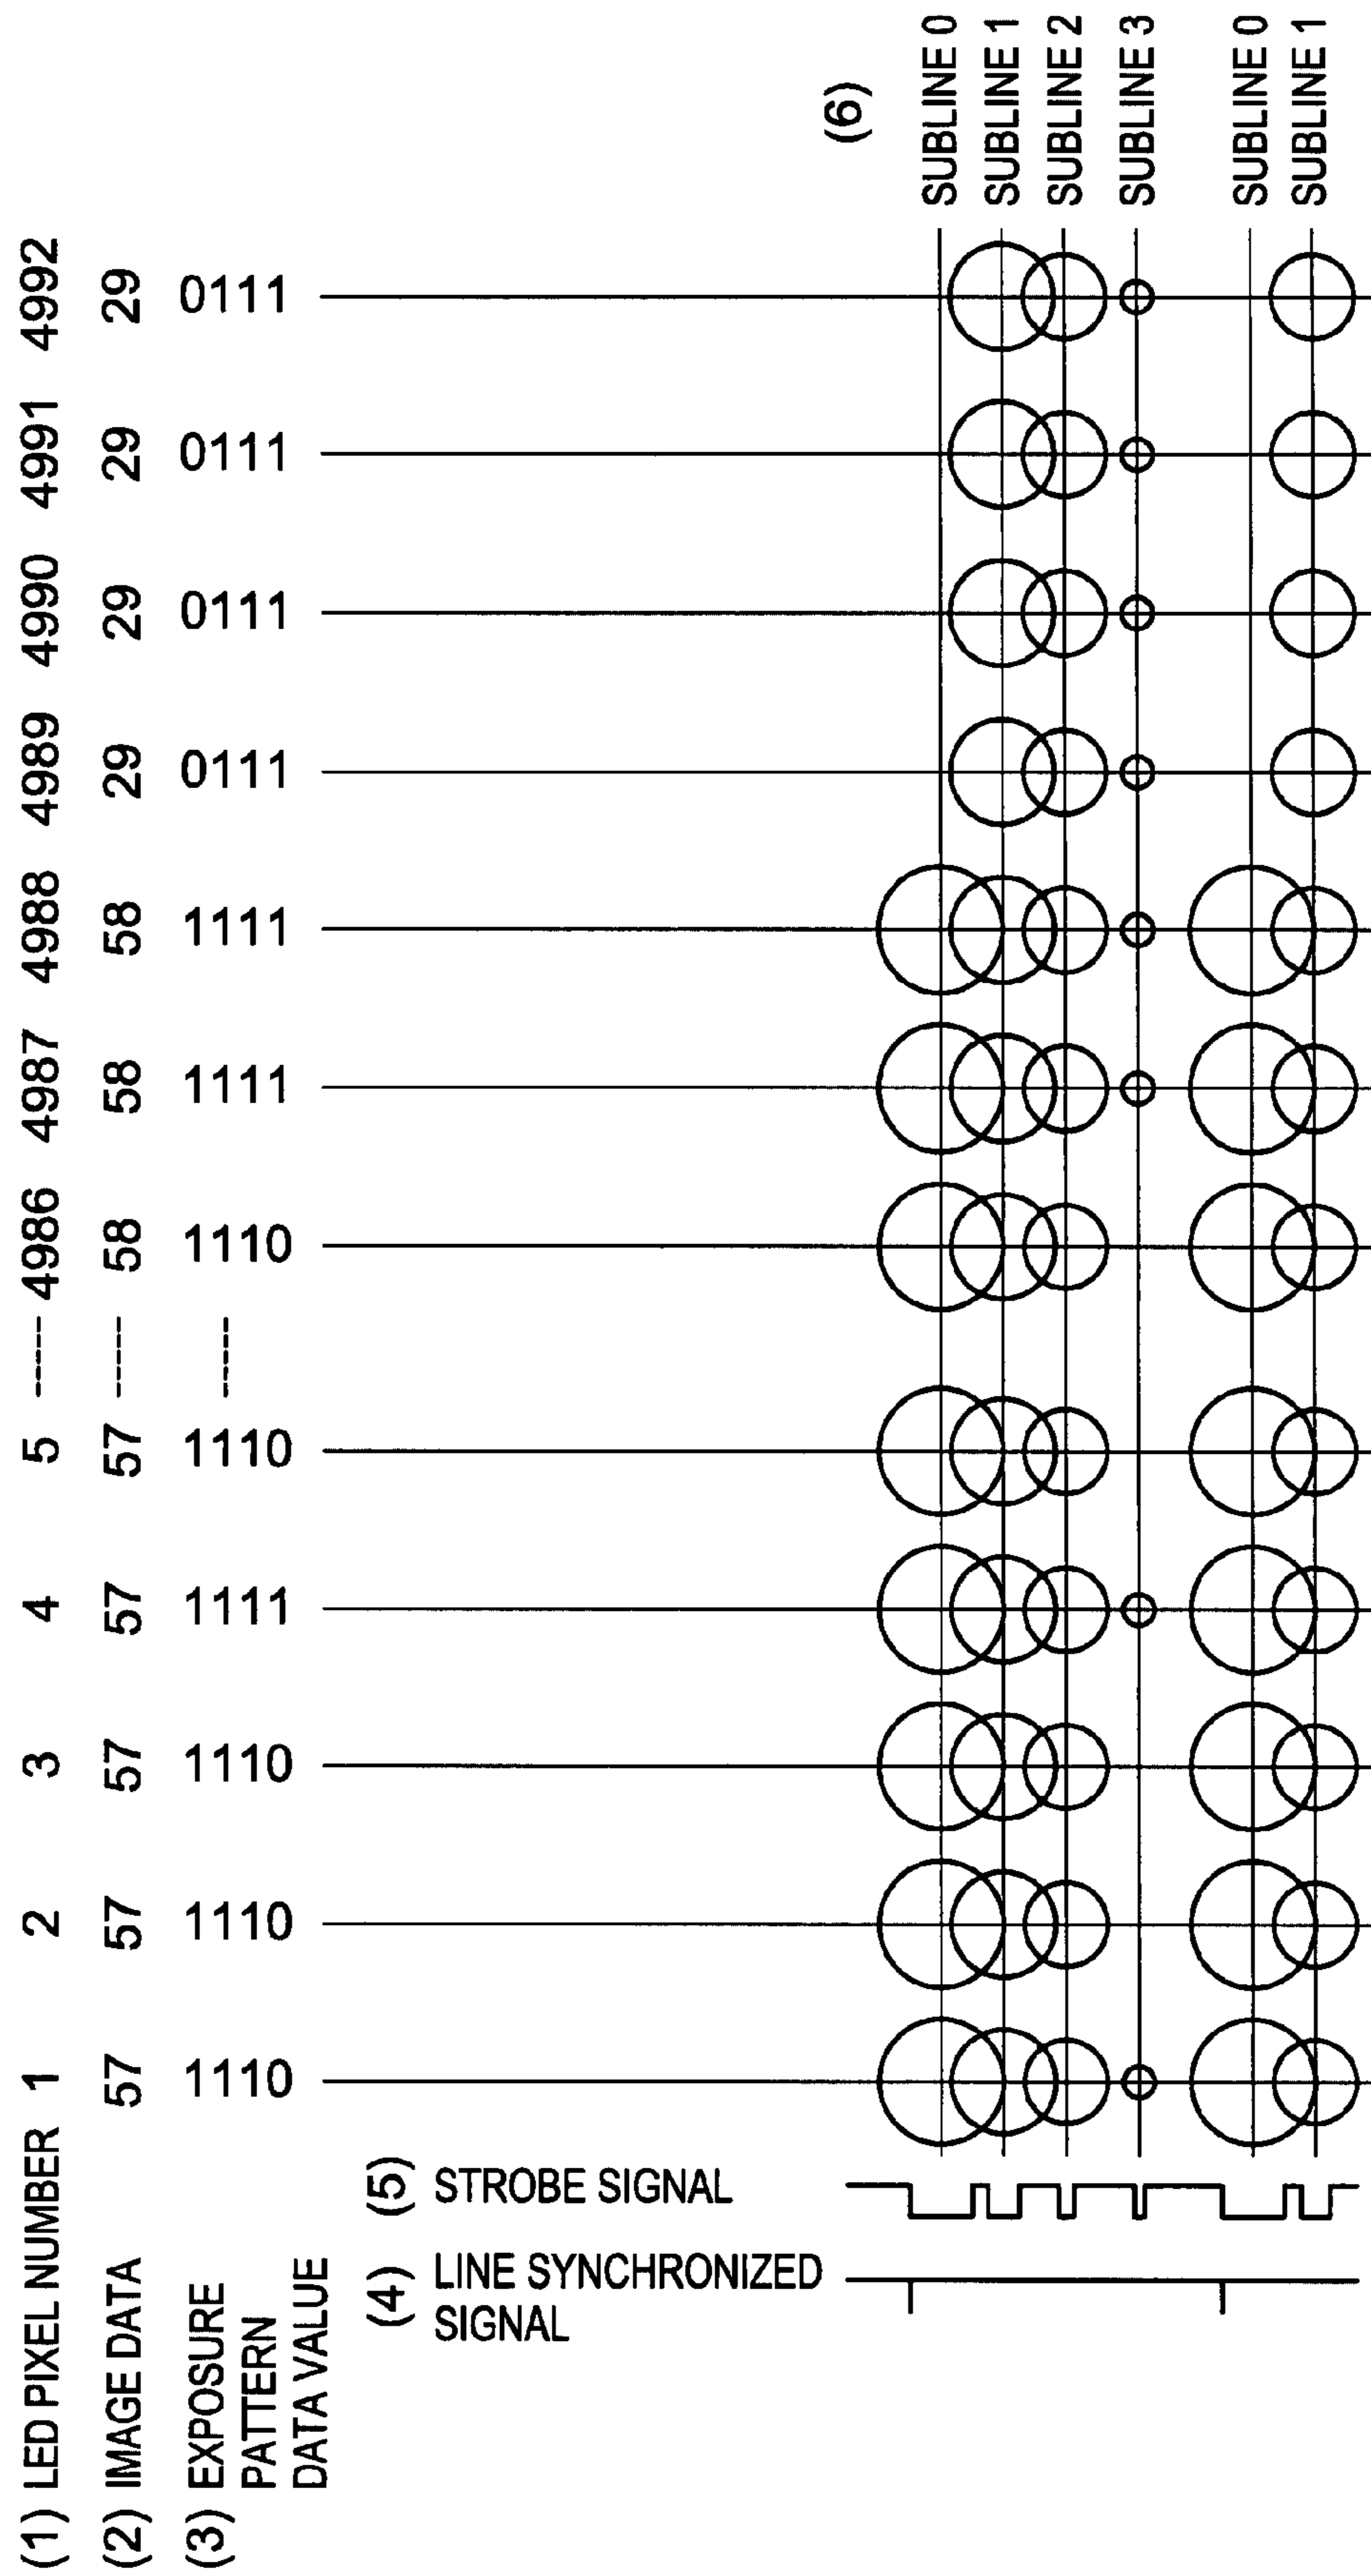 (1) LED PIXEL NUMBER 1 2 3 4 5 ----- 4986 4987 4988 4989 4990 4991 4992
(2) IMAGE DATA 57 57 57 57 57 ----- 58 58 58 29 29 29 29
(3) EXPOSURE
PATTERN
DATA VALUE
1110 1110 1110 1111 1110 ----- 1110 1111 1111 0111 0111 0111 0111
(4) LINE SYNCHRONIZED
SIGNAL
(5) STROBE SIGNAL
(6)
SUBLINE 0
SUBLINE 1
SUBLINE 2
SUBLINE 3
SUBLINE 0
SUBLINE 1